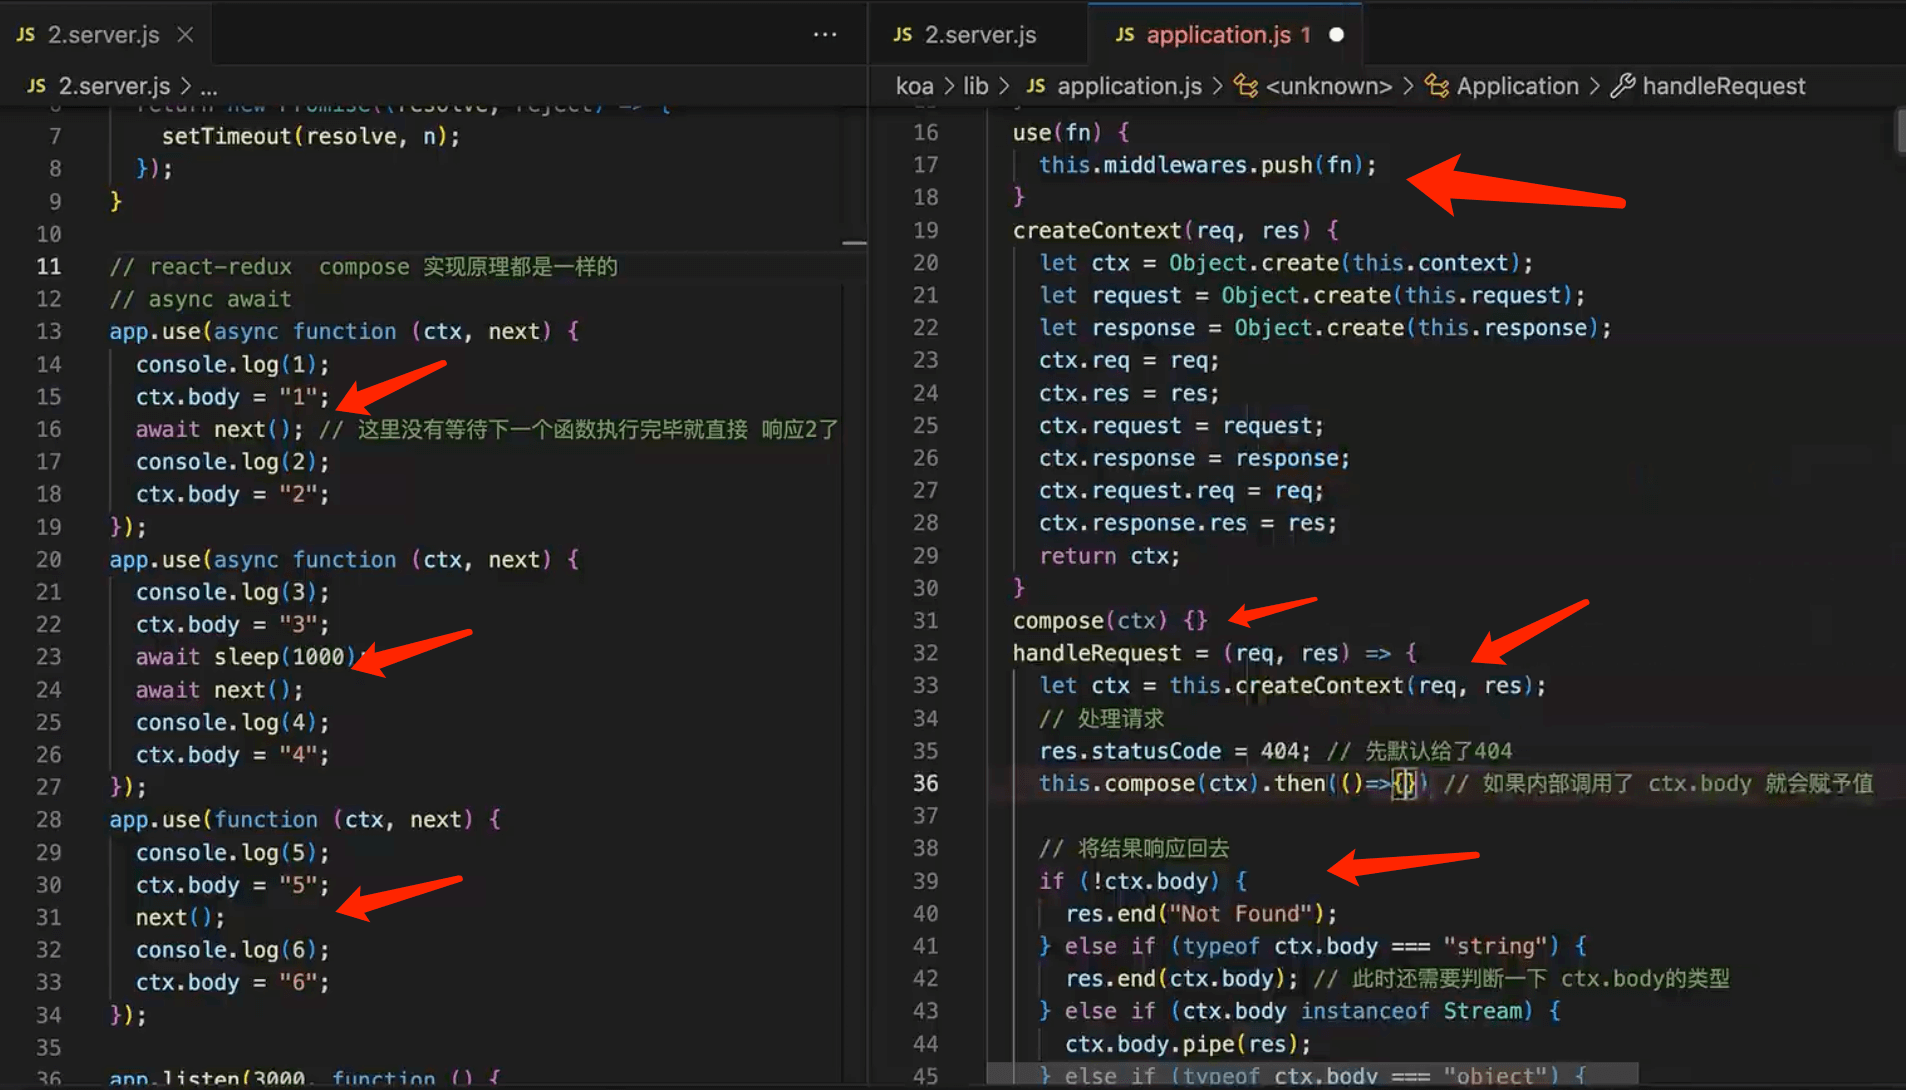 JS 2.server.js
JS 2.server.js > ...
6 return new Promise((resolve, reject) => {
7 setTimeout(resolve, n);
8 });
9 }
10
11 // react-redux  compose 实现原理都是一样的
12 // async await
13 app.use(async function (ctx, next) {
14 console.log(1);
15 ctx.body = "1";
16 await next(); // 这里没有等待下一个函数执行完毕就直接 响应2了
17 console.log(2);
18 ctx.body = "2";
19 });
20 app.use(async function (ctx, next) {
21 console.log(3);
22 ctx.body = "3";
23 await sleep(1000);
24 await next();
25 console.log(4);
26 ctx.body = "4";
27 });
28 app.use(function (ctx, next) {
29 console.log(5);
30 ctx.body = "5";
31 next();
32 console.log(6);
33 ctx.body = "6";
34 });
35
36 app.listen(3000, function () {
JS 2.server.js JS application.js 1
koa > lib > JS application.js > <unknown> > Application > handleRequest
16 use(fn) {
17 this.middlewares.push(fn);
18 }
19 createContext(req, res) {
20 let ctx = Object.create(this.context);
21 let request = Object.create(this.request);
22 let response = Object.create(this.response);
23 ctx.req = req;
24 ctx.res = res;
25 ctx.request = request;
26 ctx.response = response;
27 ctx.request.req = req;
28 ctx.response.res = res;
29 return ctx;
30 }
31 compose(ctx) {}
32 handleRequest = (req, res) => {
33 let ctx = this.createContext(req, res);
34 // 处理请求
35 res.statusCode = 404; // 先默认给了404
36 this.compose(ctx).then(()=>{}) // 如果内部调用了 ctx.body 就会赋予值
37
38 // 将结果响应回去
39 if (!ctx.body) {
40 res.end("Not Found");
41 } else if (typeof ctx.body === "string") {
42 res.end(ctx.body); // 此时还需要判断一下 ctx.body的类型
43 } else if (ctx.body instanceof Stream) {
44 ctx.body.pipe(res);
45 } else if (typeof ctx.body === "object") {